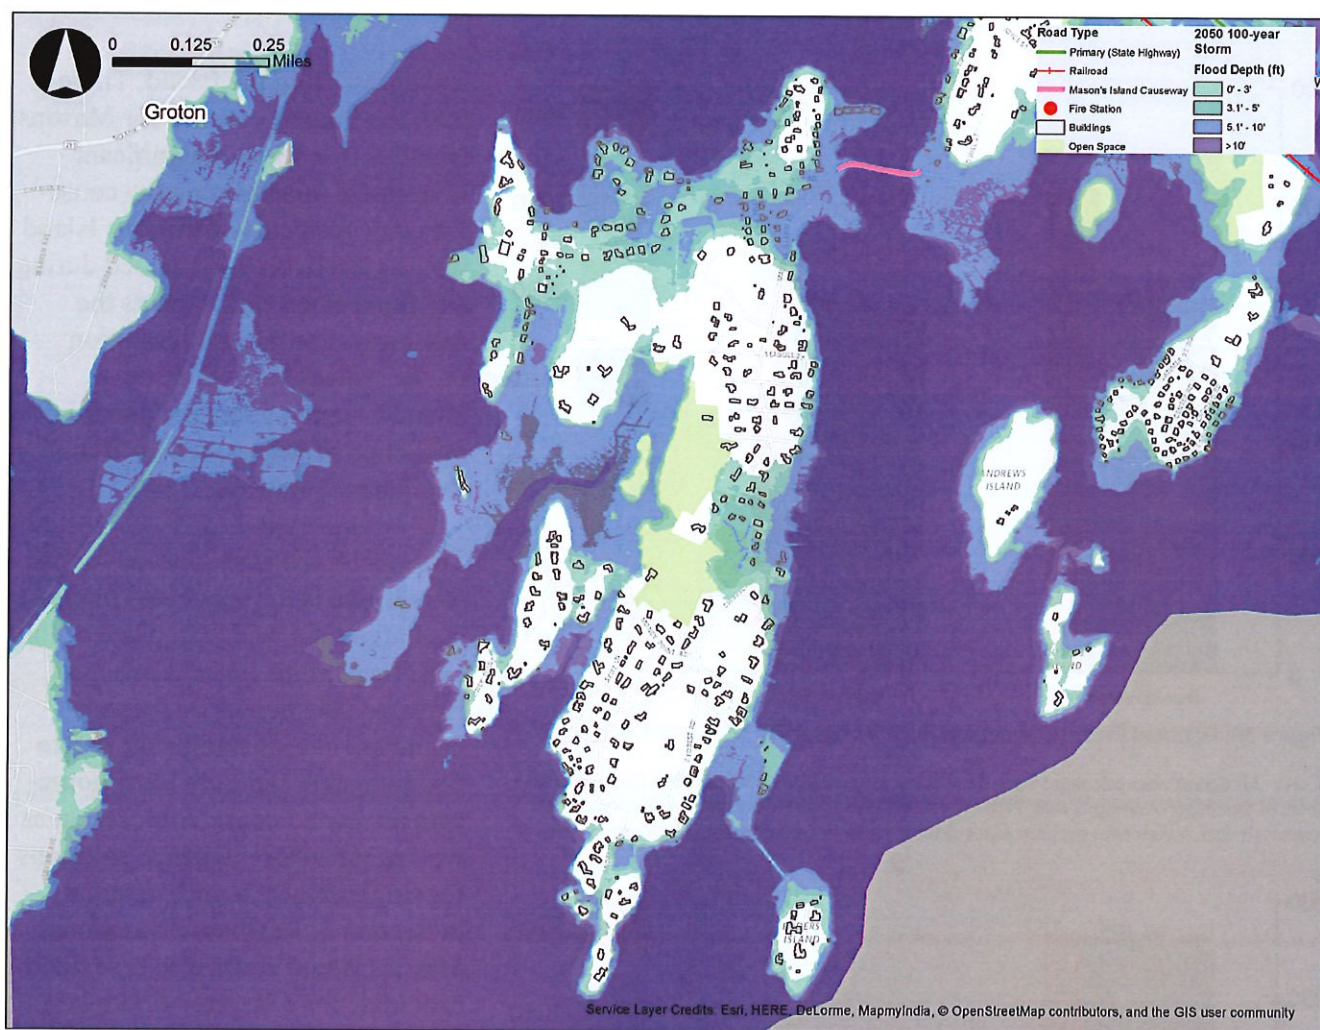 0 0.125 0.25
Miles
Groton
Road Type
Primary (State Highway)
Railroad
Mason's Island Causeway
Fire Station
Buildings
Open Space
2050 100-year
Storm
Flood Depth (ft)
0' - 3'
3.1' - 5'
5.1' - 10'
>10'
ISLAND
ISLAND
Service Layer Credits: Esri, HERE, DeLorme, MapmyIndia, © OpenStreetMap contributors, and the GIS user community